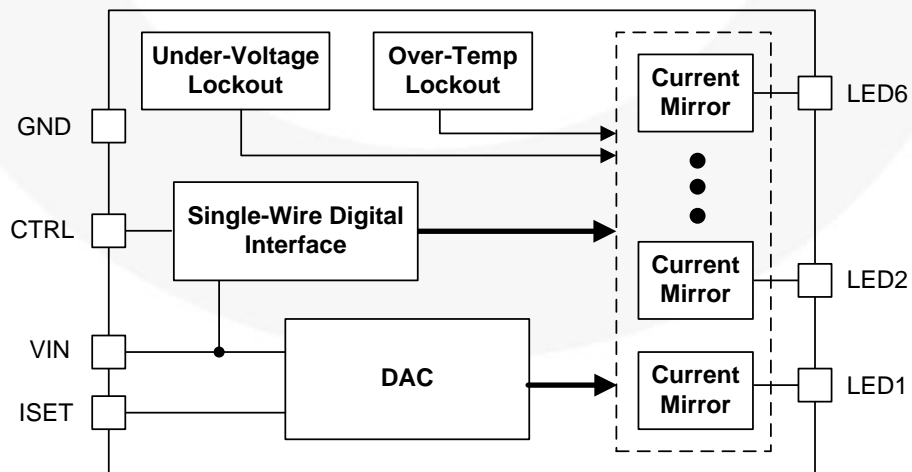 Under-Voltage
Lockout
Over-Temp
Lockout
Current
Mirror
LED6
GND
CTRL
Single-Wire Digital
Interface
Current
Mirror
LED2
VIN
DAC
Current
Mirror
LED1
ISET